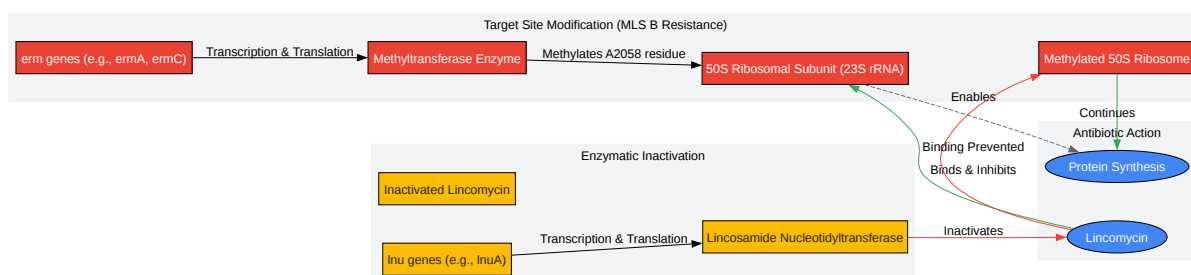 Target Site Modification (MLS B Resistance)
erm genes (e.g., ermA, ermC)
Transcription & Translation
Methyltransferase Enzyme
Methylates A2058 residue
50S Ribosomal Subunit (23S rRNA)
Methylated 50S Ribosome
Enables
Continues
Antibiotic Action
Binding Prevented
Protein Synthesis
Binds & Inhibits
Enzymatic Inactivation
Inactivated Lincomycin
lnu genes (e.g., lnuA)
Transcription & Translation
Lincosamide Nucleotidyltransferase
Inactivates
Lincomycin